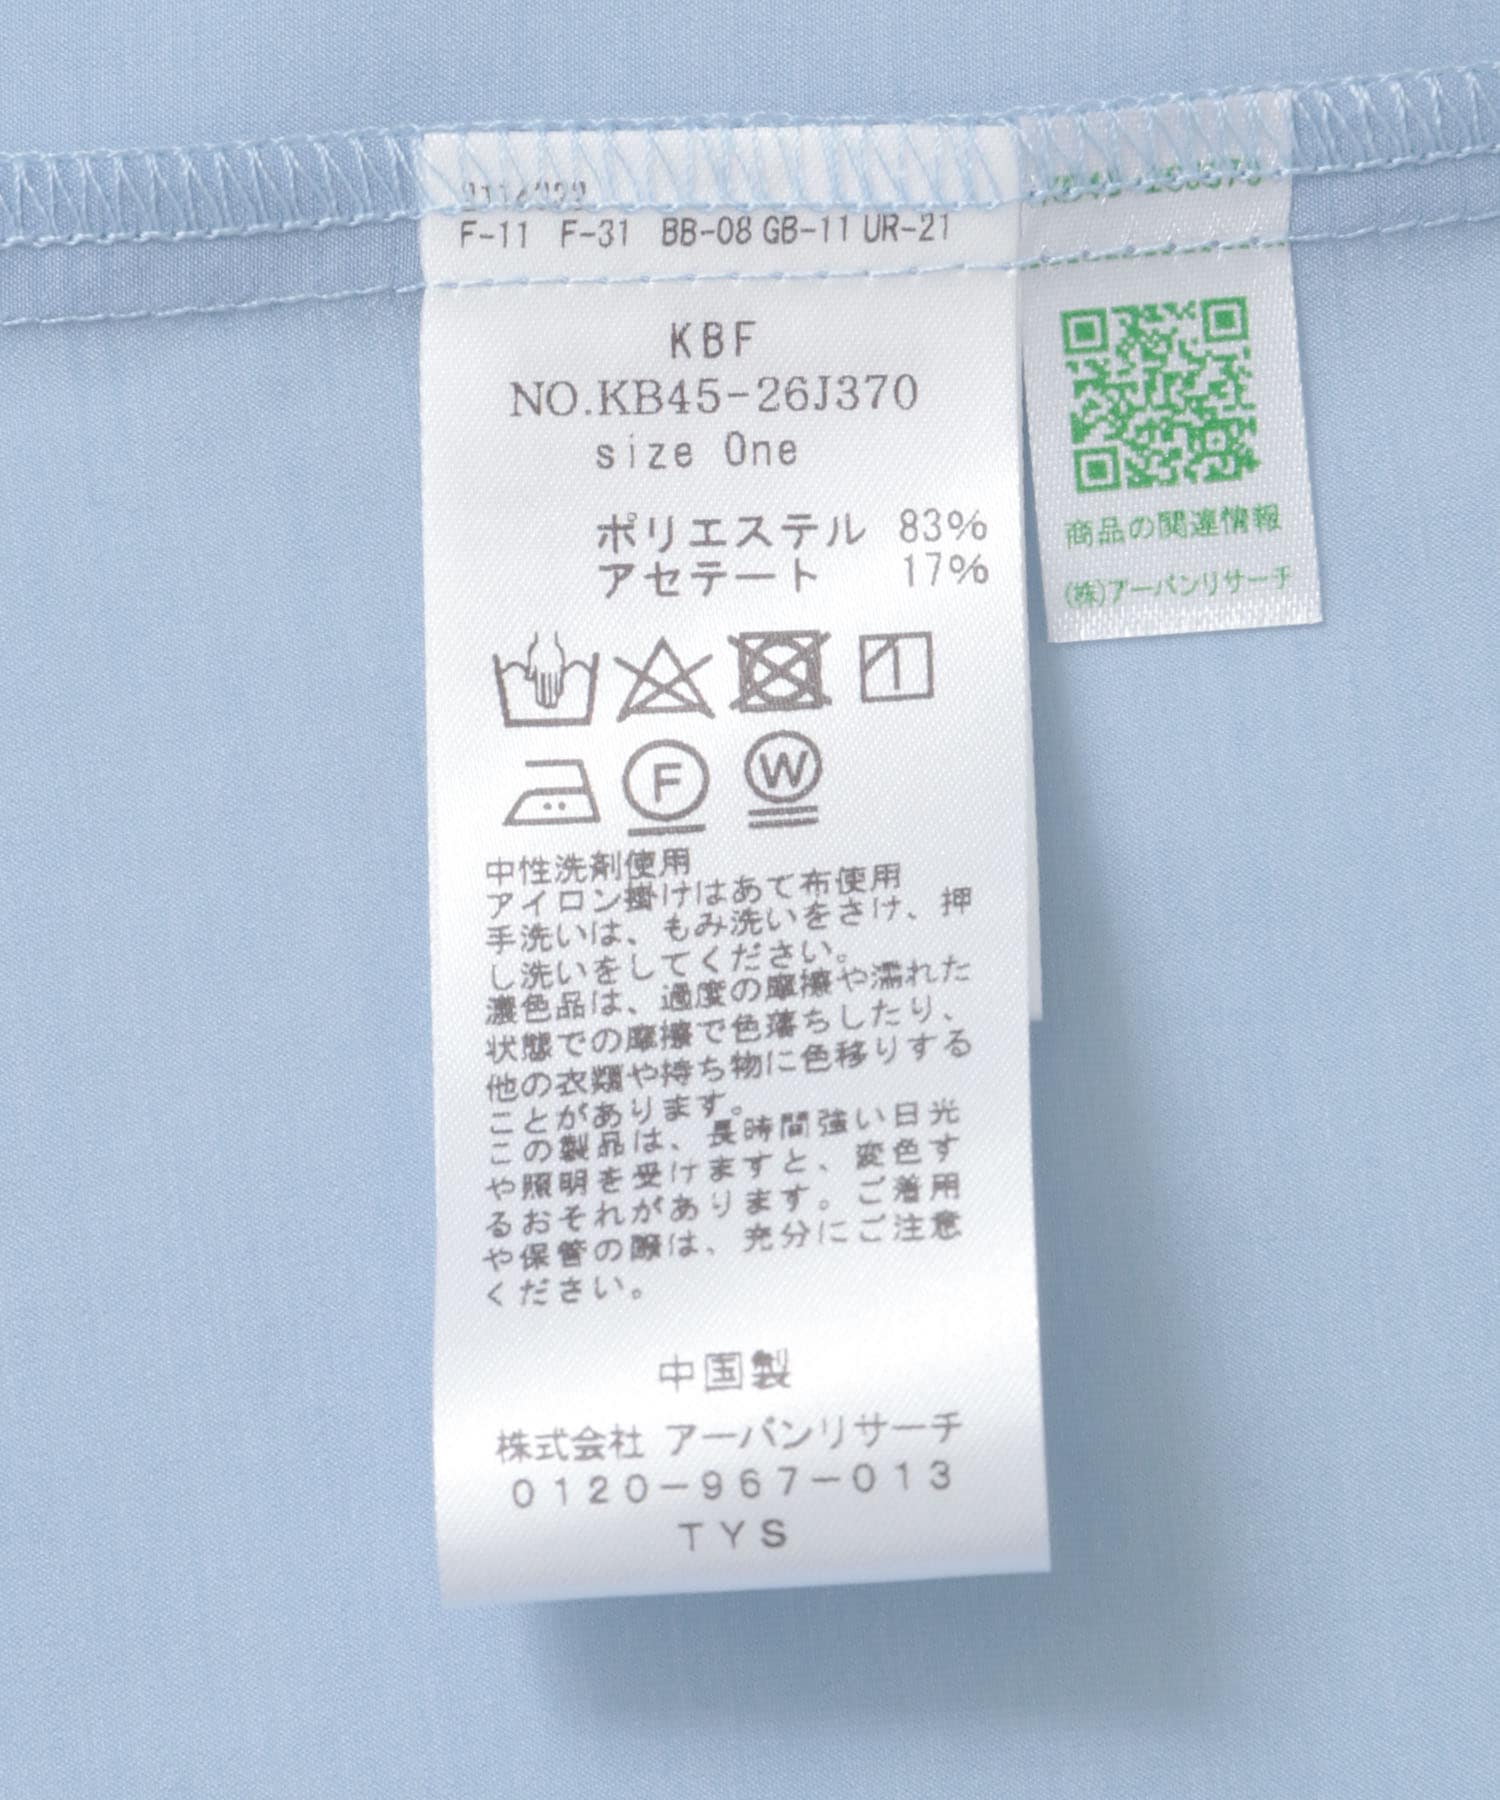 F-11 F-31 BB-08 GB-11 UR-21
KBF
NO.KB45-26J370
size One
ポリエステル 83%
アセテート 17%
F
W
中性洗剤使用
アイロン掛けはあて布使用
手洗いは、もみ洗いをさけ、押
し洗いをしてください。
濃色品は、過度の摩擦や濡れた
状態での摩擦で色落ちしたり、
他の衣類や持ち物に色移りする
ことがあります。
この製品は、長時間強い日光
や照明を受けますと、変色す
るおそれがあります。ご着用
や保管の際は、充分にご注意
ください。
中国製
株式会社 アーバンリサーチ
0120-967-013
TYS
商品の関連情報
(株)アーバンリサーチ